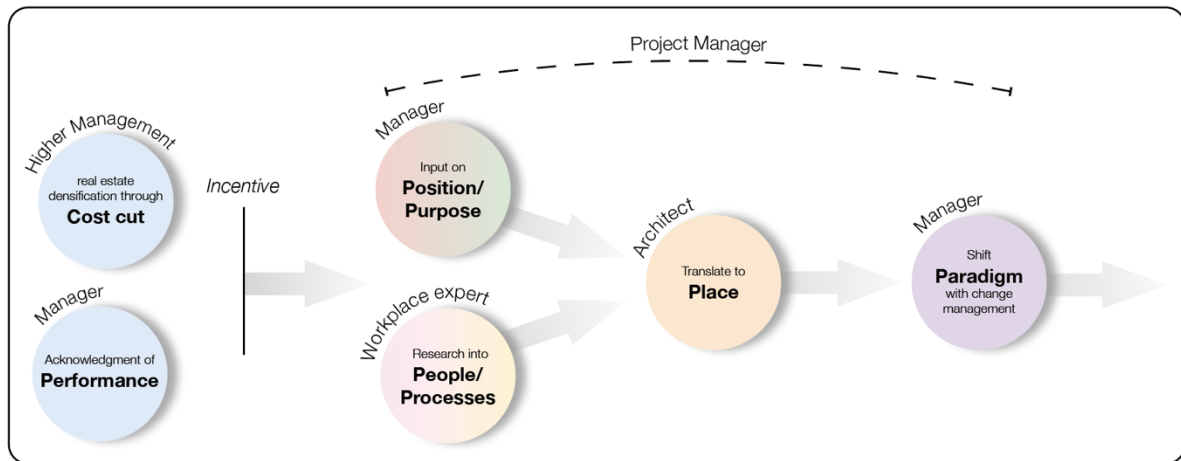 Project Manager
Higher Management
real estate
densification through
Cost cut
Manager
Acknowledgment of
Performance
Incentive
Manager
Input on
Position/
Purpose
Workplace expert
Research into
People/
Processes
Architect
Translate to
Place
Manager
Shift
Paradigm
with change
management